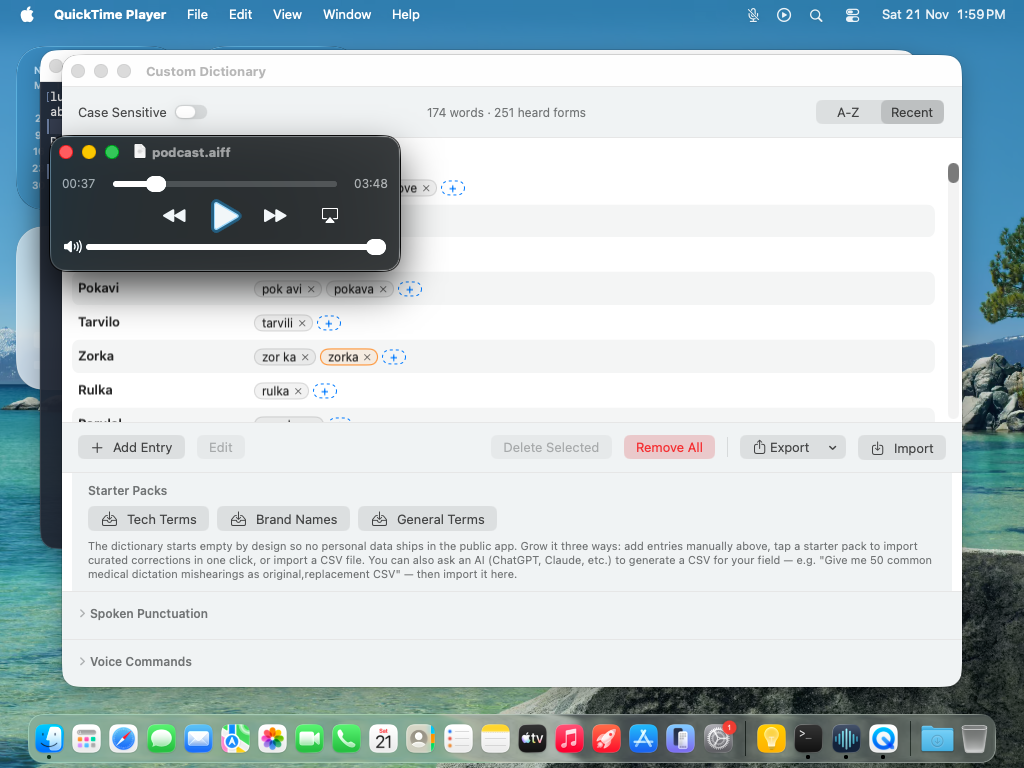 QuickTime Player File Edit View Window Help Sat 21 Nov 1:59 PM
Custom Dictionary
Case Sensitive 174 words · 251 heard forms A-Z Recent
podcast.aiff
00:37 03:48
Pokavi pok avi × pokava × +
Tarvilo tarvili × +
Zorka zor ka × zorka × +
Rulka rulka × +
+ Add Entry Edit Delete Selected Remove All Export Import
Starter Packs
Tech Terms Brand Names General Terms
The dictionary starts empty by design so no personal data ships in the public app. Grow it three ways: add entries manually above, tap a starter pack to import
curated corrections in one click, or import a CSV file. You can also ask an AI (ChatGPT, Claude, etc.) to generate a CSV for your field — e.g. "Give me 50 common
medical dictation mishearings as original,replacement CSV" — then import it here.
Spoken Punctuation
Voice Commands
Sat
21
tv
1